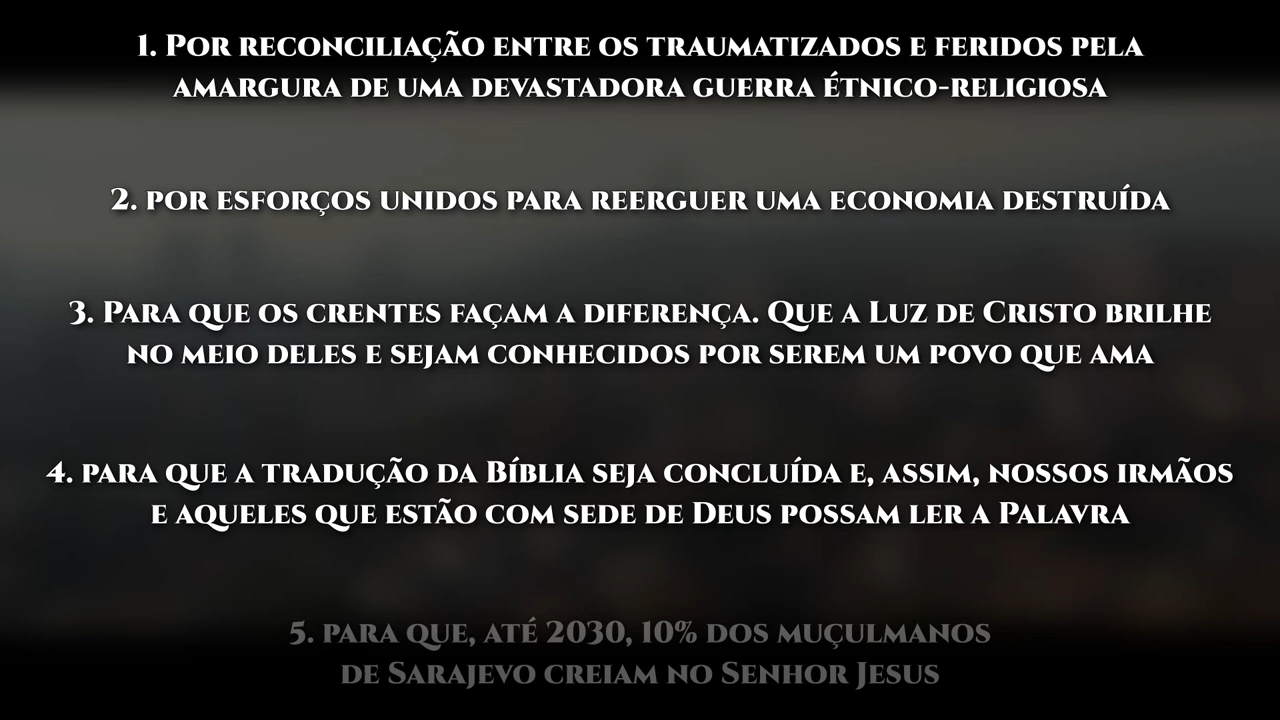 1. Por reconciliação entre os traumatizados e feridos pela
amargura de uma devastadora guerra étnico-religiosa
2. por esforços unidos para reerguer uma economia destruída
3. Para que os crentes façam a diferença. Que a Luz de Cristo brilhe
no meio deles e sejam conhecidos por serem um povo que ama
4. para que a tradução da Bíblia seja concluída e, assim, nossos irmãos
e aqueles que estão com sede de Deus possam ler a Palavra
5. para que, até 2030, 10% dos muçulmanos
de Sarajevo creiam no Senhor Jesus